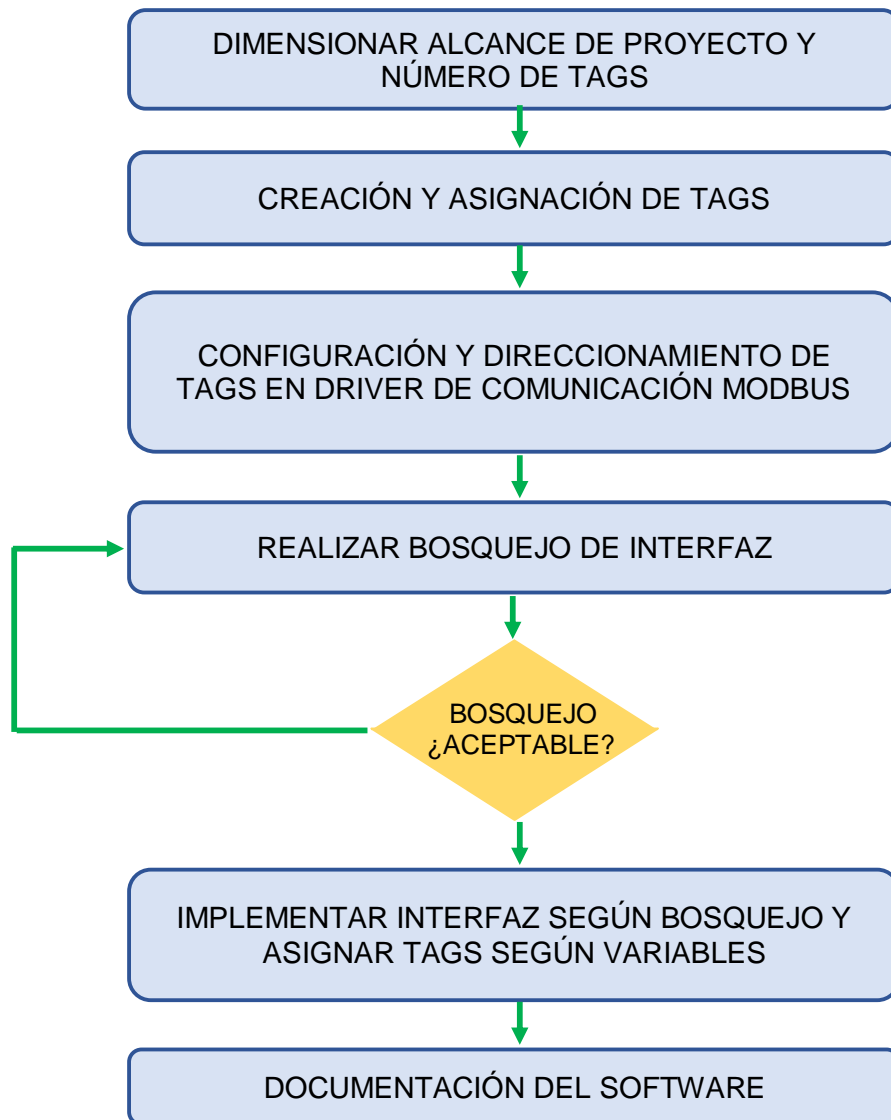 DIMENSIONAR ALCANCE DE PROYECTO Y
NÚMERO DE TAGS
CREACIÓN Y ASIGNACIÓN DE TAGS
CONFIGURACIÓN Y DIRECCIONAMIENTO DE
TAGS EN DRIVER DE COMUNICACIÓN MODBUS
REALIZAR BOSQUEJO DE INTERFAZ
BOSQUEJO
¿ACEPTABLE?
IMPLEMENTAR INTERFAZ SEGÚN BOSQUEJO Y
ASIGNAR TAGS SEGÚN VARIABLES
DOCUMENTACIÓN DEL SOFTWARE